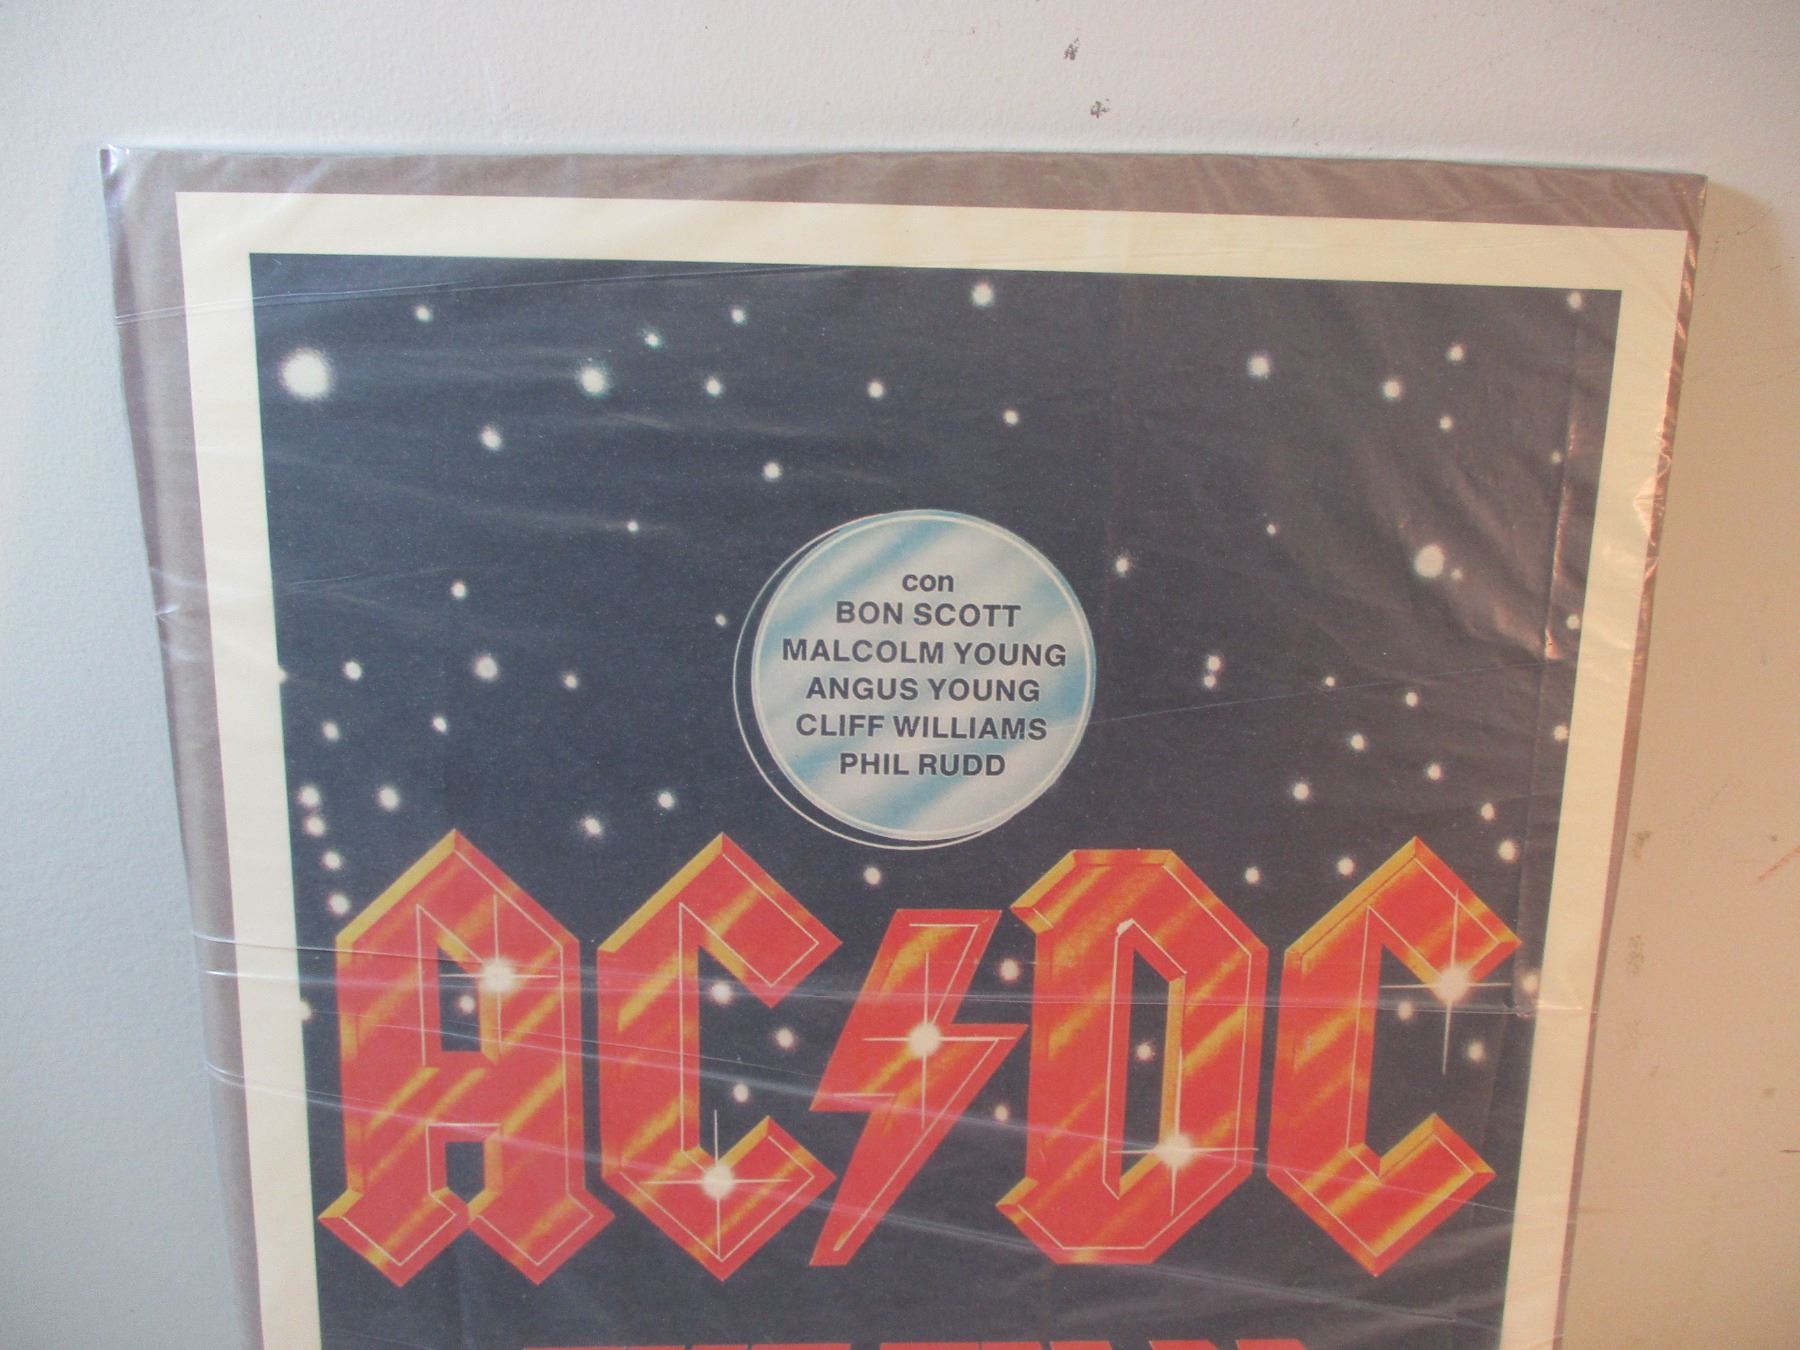 con
BON SCOTT
MALCOLM YOUNG
ANGUS YOUNG
CLIFF WILLIAMS
PHIL RUDD
AC⚡DC